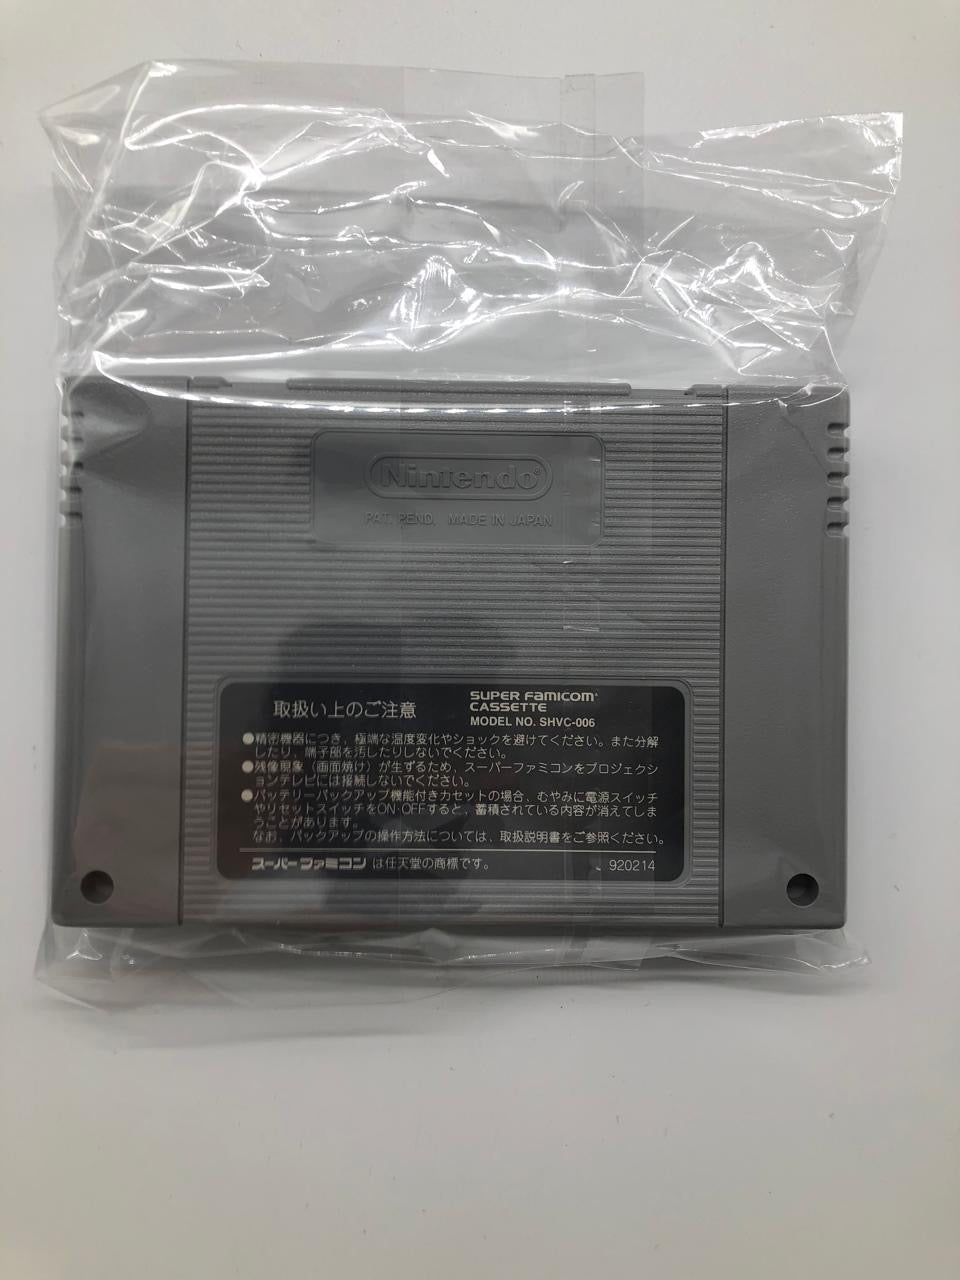 Nintendo®
PAT. PEND. MADE IN JAPAN
取扱い上のご注意
SUPER FAMICOM
CASSETTE
MODEL NO. SHVC-006
●精密機器につき、極端な温度変化やショックを避けてください。また分解
したり、端子部を汚したりしないでください。
●残像現象（画面焼け）が生ずるため、スーパーファミコンをプロジェクシ
ョンテレビには接続しないでください。
●バッテリーバックアップ機能付きカセットの場合、むやみに電源スイッチ
やリセットスイッチをON・OFFすると、蓄積されている内容が消えてしま
うことがあります。
なお、バックアップの操作方法については、取扱説明書をご参照ください。
スーパーファミコン は任天堂の商標です。 920214